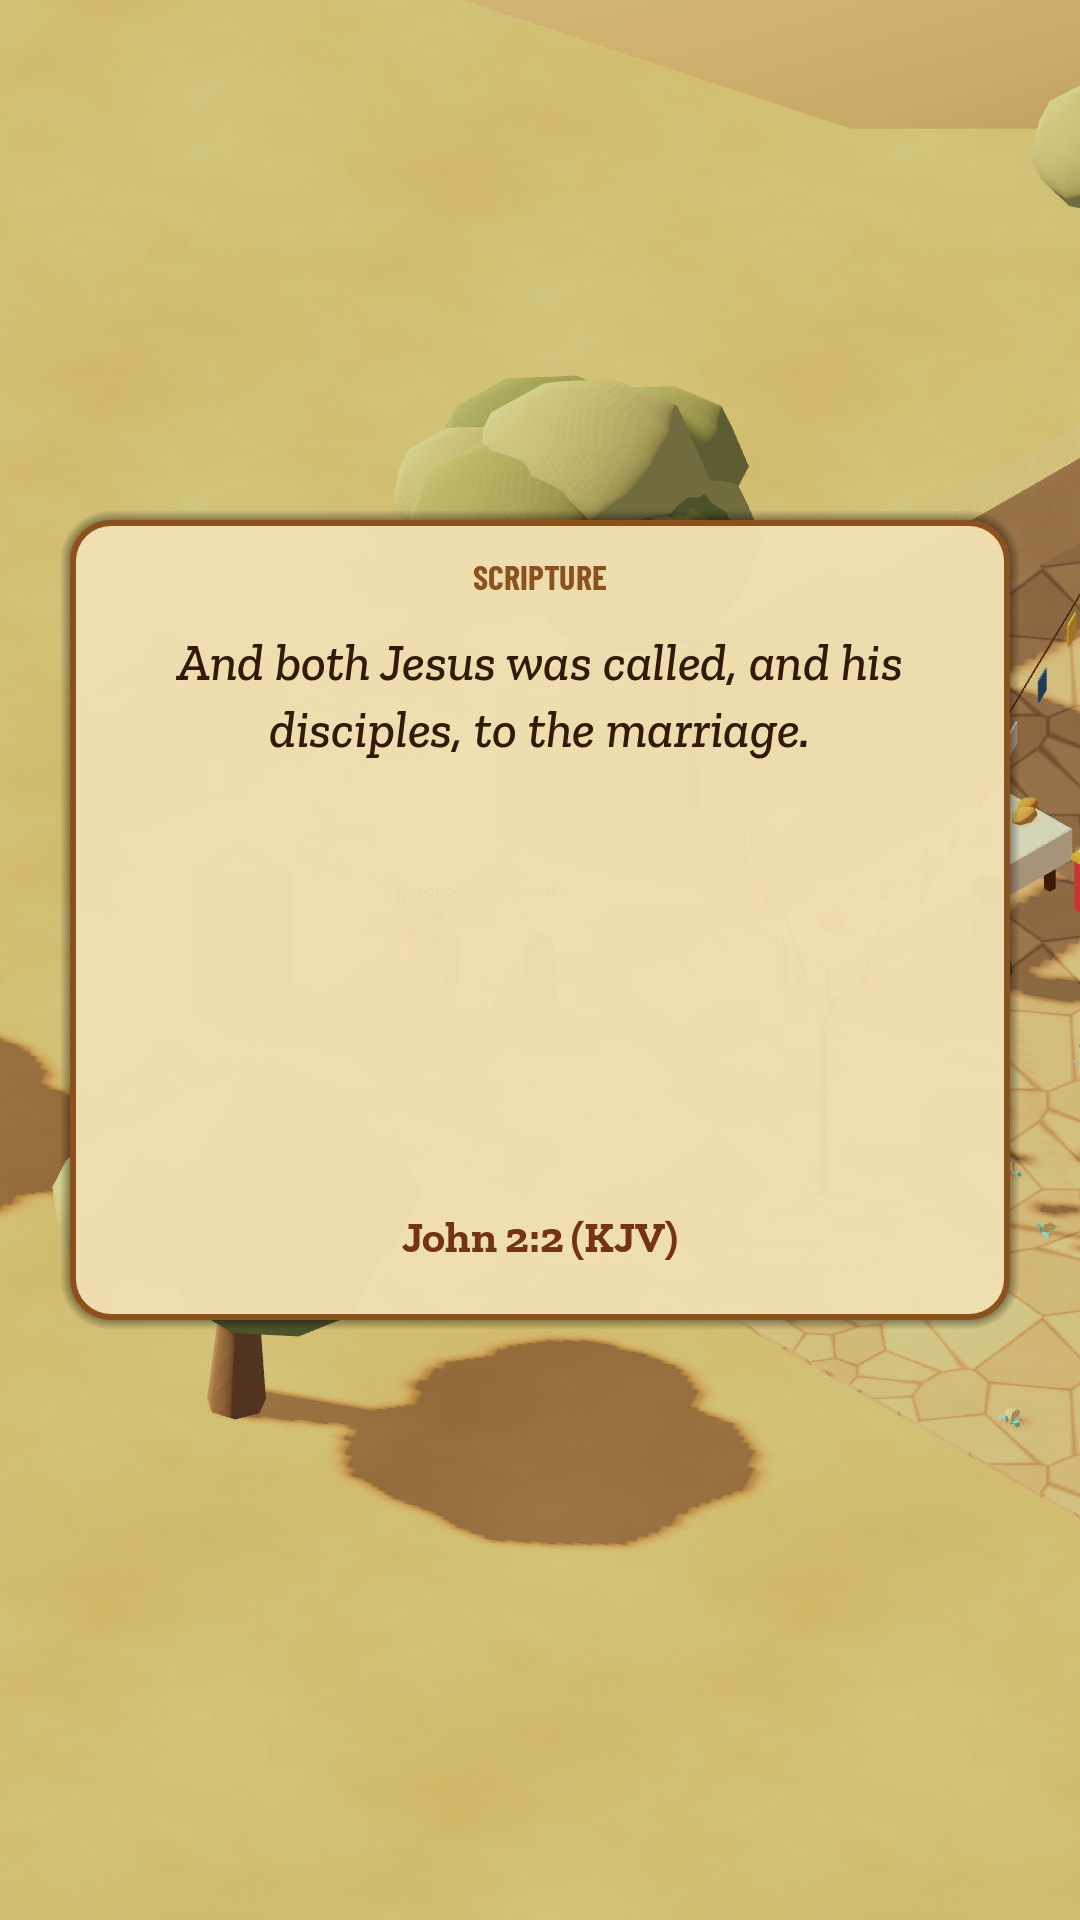 SCRIPTURE
And both Jesus was called, and his
disciples, to the marriage.
John 2:2 (KJV)